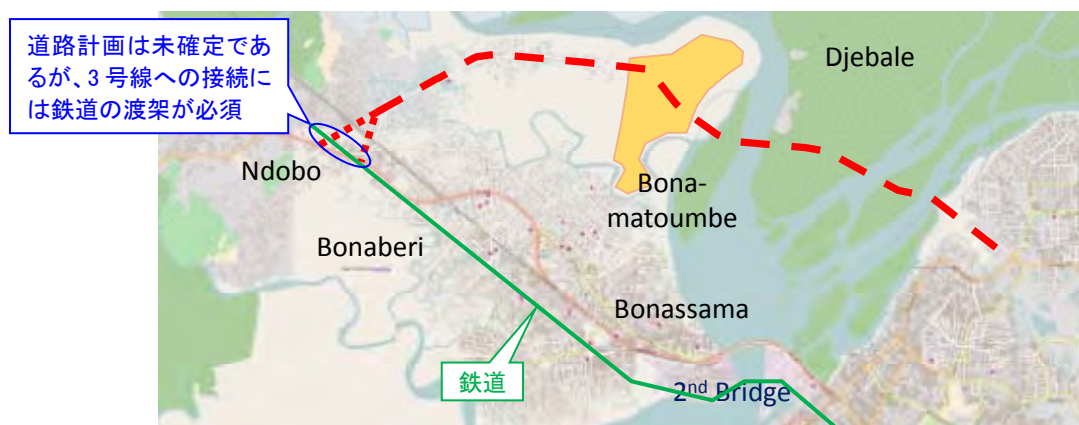 道路計画は未確定であ
るが、3 号線への接続に
は鉄道の渡架が必須
Djebale
Ndobo
Bona-
matoumbe
Bonaberi
Bonassama
鉄道
2nd Bridge